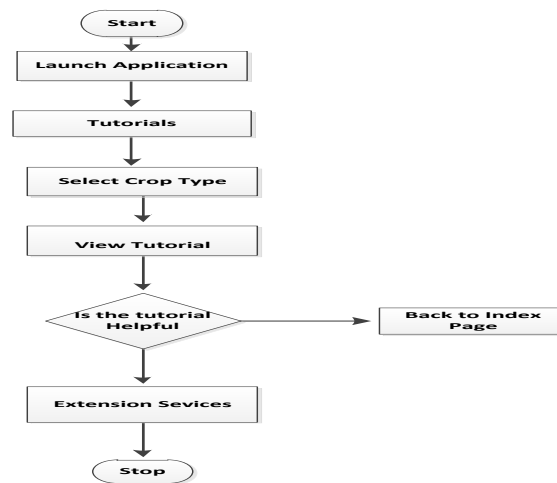 Start
Launch Application
Tutorials
Select Crop Type
View Tutorial
Is the tutorial
Helpful
Back to Index
Page
Extension Sevices
Stop